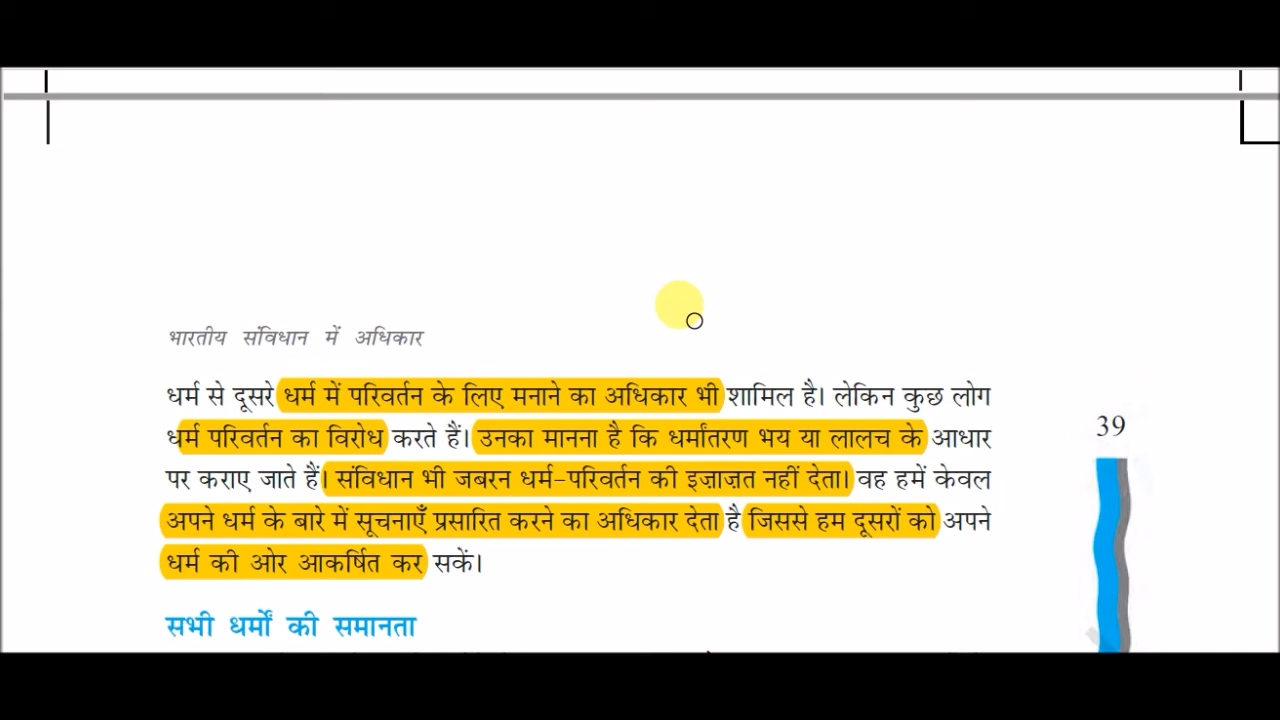 भारतीय संविधान में अधिकार
धर्म से दूसरे धर्म में परिवर्तन के लिए मनाने का अधिकार भी शामिल है। लेकिन कुछ लोग
धर्म परिवर्तन का विरोध करते हैं। उनका मानना है कि धर्मांतरण भय या लालच के आधार
39
पर कराए जाते हैं। संविधान भी जबरन धर्म-परिवर्तन की इज़ाज़त नहीं देता। वह हमें केवल
अपने धर्म के बारे में सूचनाएँ प्रसारित करने का अधिकार देता है जिससे हम दूसरों को अपने
धर्म की ओर आकर्षित कर सकें।
सभी धर्मों की समानता